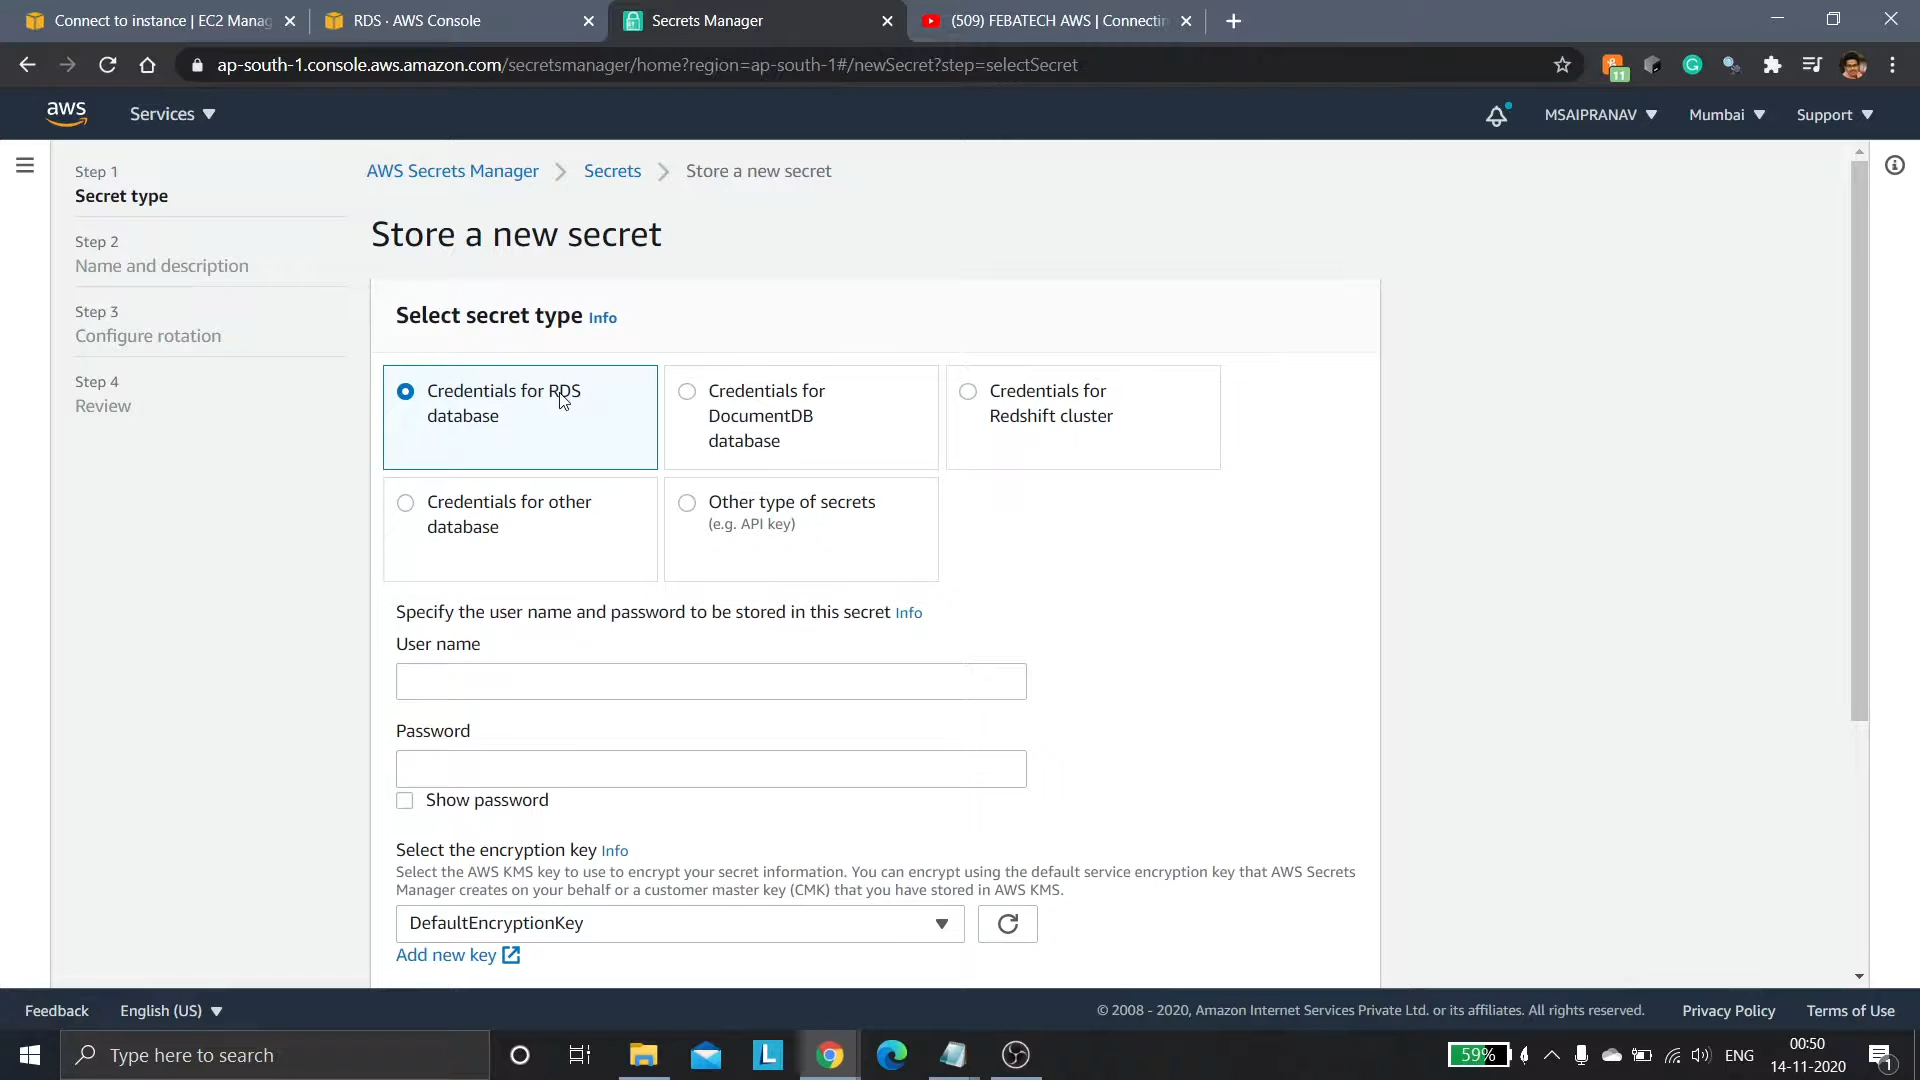 Connect to instance | EC2 Manag
RDS · AWS Console
Secrets Manager
(509) FEBATECH AWS | Connectin
ap-south-1.console.aws.amazon.com/secretsmanager/home?region=ap-south-1#/newSecret?step=selectSecret
11
aws
Services
MSAIPRANAV
Mumbai
Support
Step 1
Secret type
Step 2
Name and description
Step 3
Configure rotation
Step 4
Review
AWS Secrets Manager
Secrets
Store a new secret
Store a new secret
Select secret type Info
Credentials for RDS
database
Credentials for
DocumentDB
database
Credentials for
Redshift cluster
Credentials for other
database
Other type of secrets
(e.g. API key)
Specify the user name and password to be stored in this secret Info
User name
Password
Show password
Select the encryption key Info
Select the AWS KMS key to use to encrypt your secret information. You can encrypt using the default service encryption key that AWS Secrets
Manager creates on your behalf or a customer master key (CMK) that you have stored in AWS KMS.
DefaultEncryptionKey
Add new key
Feedback
English (US)
© 2008 - 2020, Amazon Internet Services Private Ltd. or its affiliates. All rights reserved.
Privacy Policy
Terms of Use
Type here to search
L
59%
ENG
00:50
14-11-2020
1